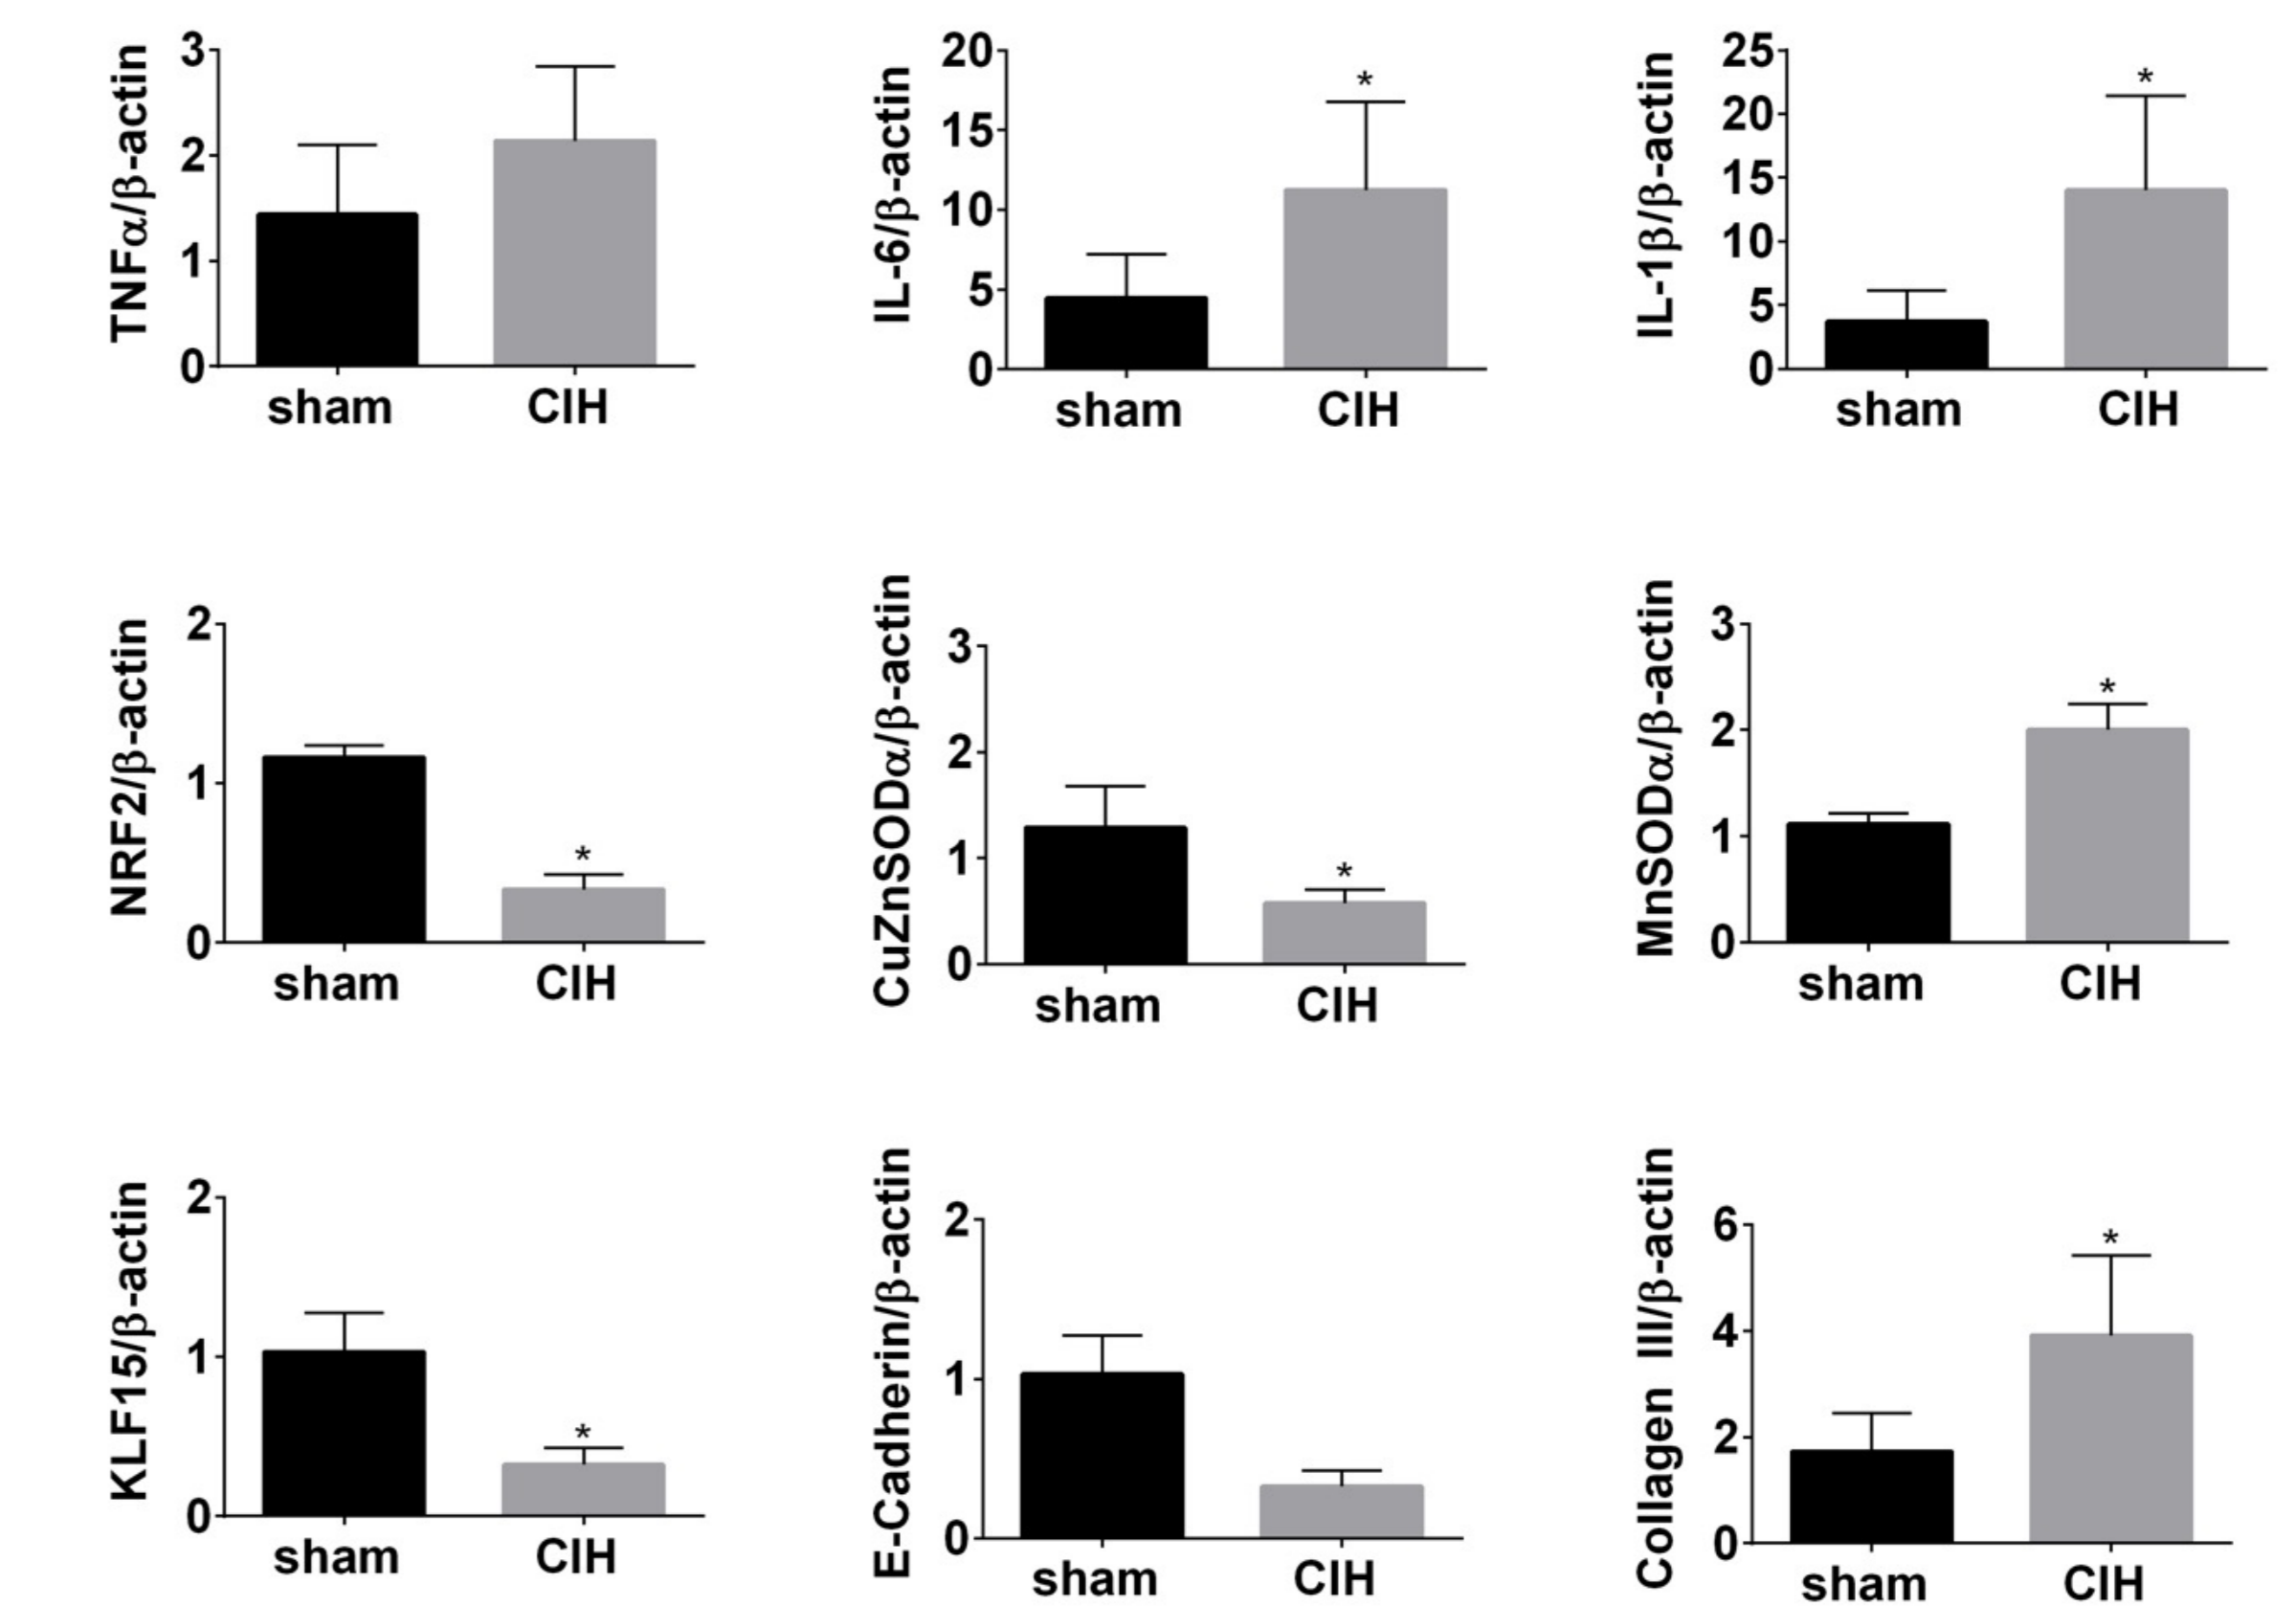 TNFα/β-actin
3
2
1
0
sham CIH
IL-6/β-actin
20
15
10
5
0
*
sham CIH
IL-1β/β-actin
25
20
15
10
5
0
*
sham CIH
NRF2/β-actin
2
1
0
*
sham CIH
CuZnSODα/β-actin
3
2
1
0
*
sham CIH
MnSODα/β-actin
3
2
1
0
*
sham CIH
KLF15/β-actin
2
1
0
*
sham CIH
E-Cadherin/β-actin
2
1
0
sham CIH
Collagen III/β-actin
6
4
2
0
*
sham CIH